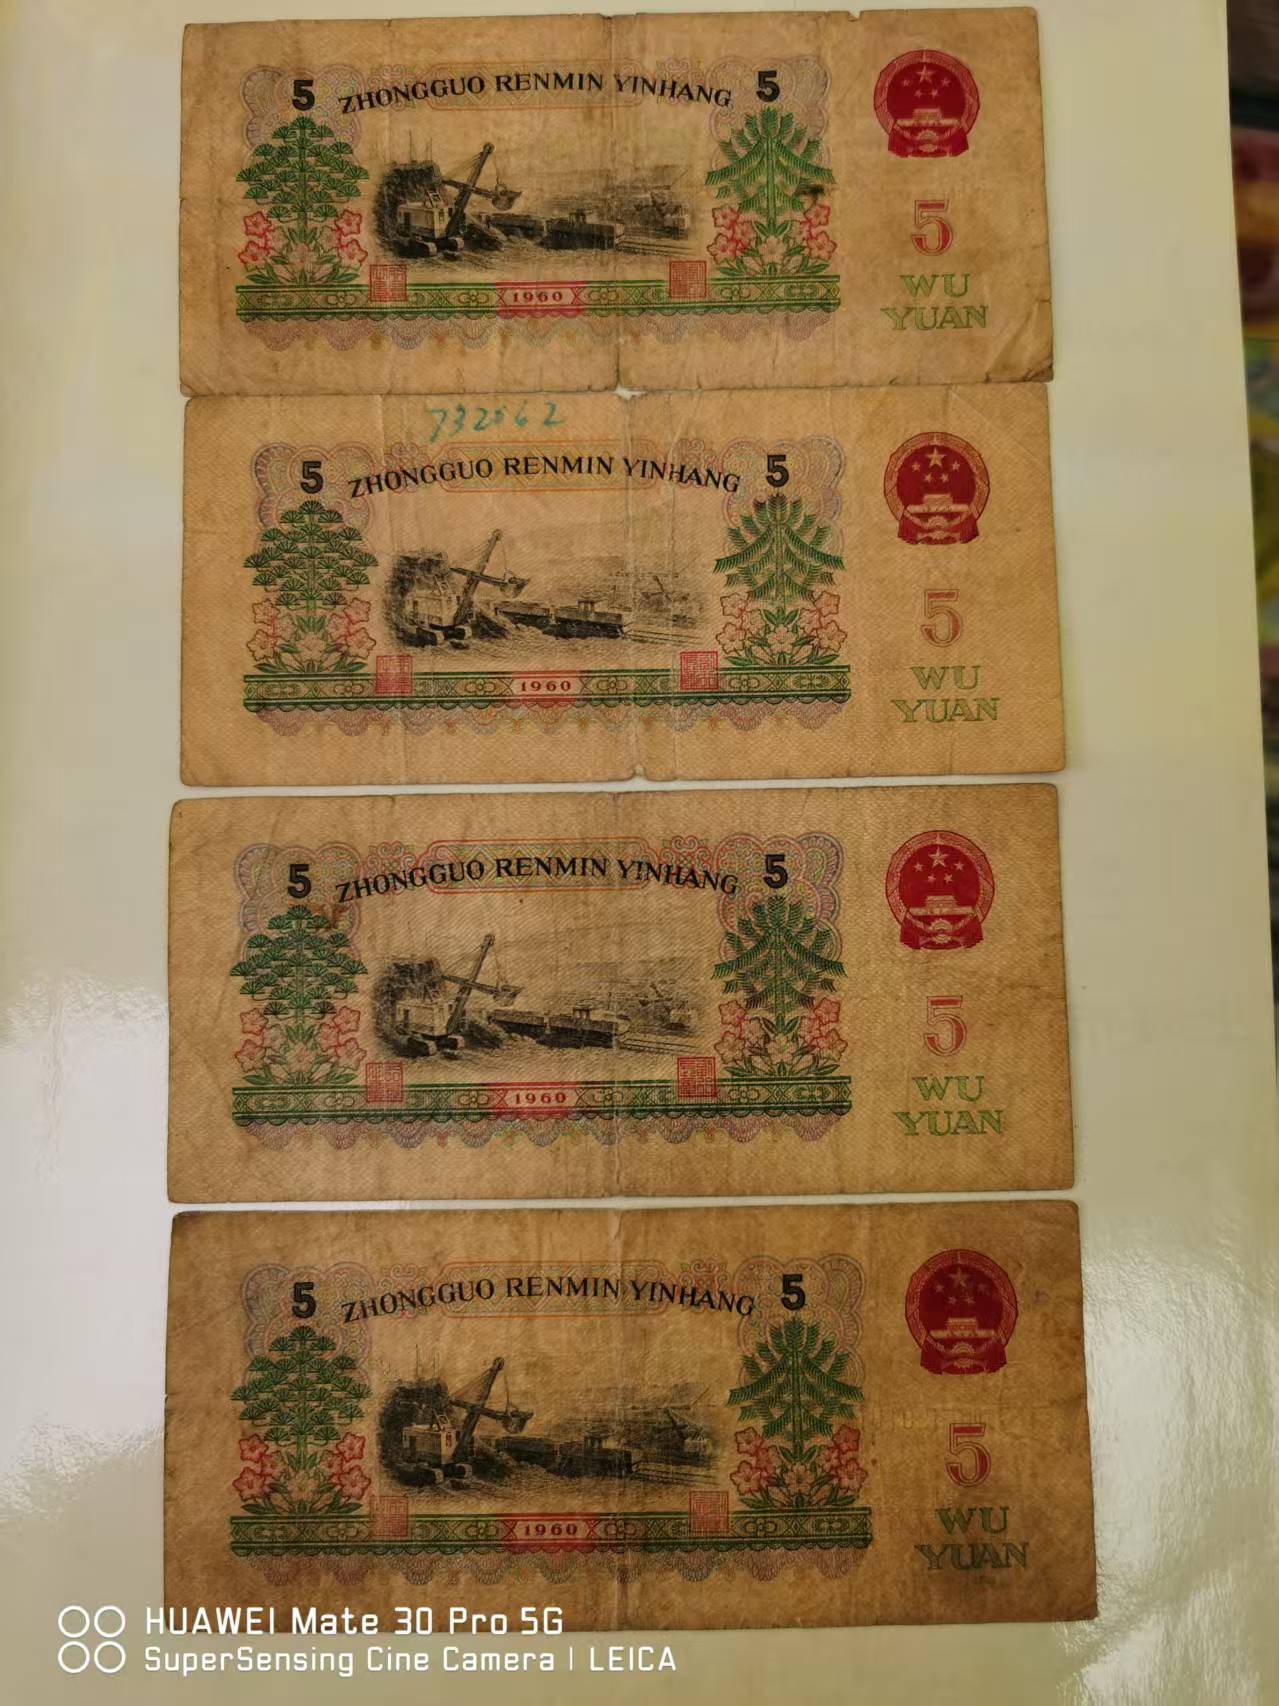 5 ZHONGGUO RENMIN YINHANG 5
5
WU
YUAN
1960
732062
5 ZHONGGUO RENMIN YINHANG 5
5
WU
YUAN
1960
5 ZHONGGUO RENMIN YINHANG 5
5
WU
YUAN
1960
5 ZHONGGUO RENMIN YINHANG 5
5
WU
YUAN
1960
HUAWEI Mate 30 Pro 5G
SuperSensing Cine Camera | LEICA